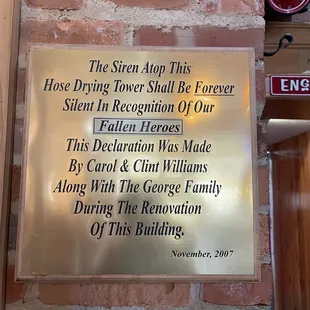 The Siren Atop This
Hose Drying Tower Shall Be Forever
Silent In Recognition Of Our
Fallen Heroes
This Declaration Was Made
By Carol & Clint Williams
Along With The George Family
During The Renovation
Of This Building.
November, 2007
ENG